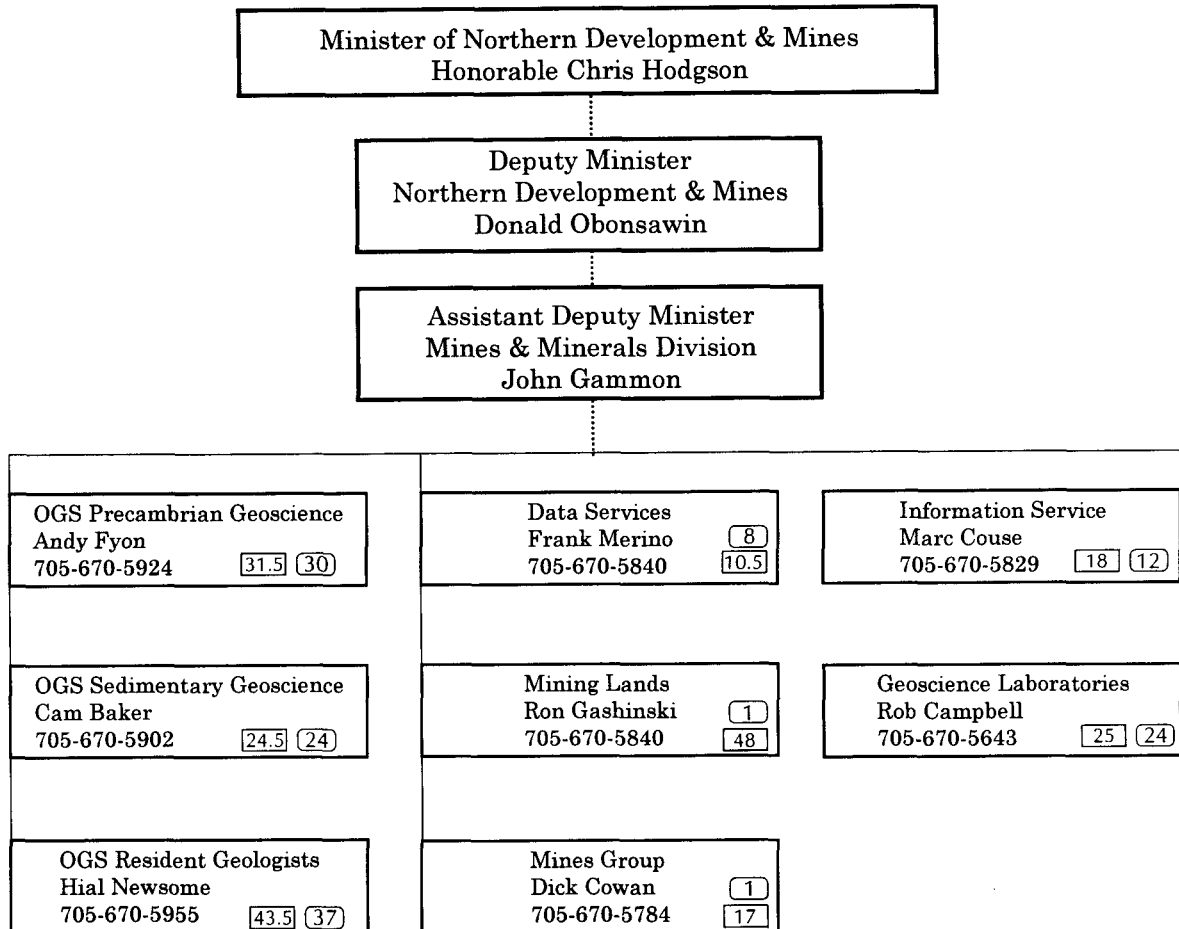 Minister of Northern Development & Mines
Honorable Chris Hodgson
Deputy Minister
Northern Development & Mines
Donald Obonsawin
Assistant Deputy Minister
Mines & Minerals Division
John Gammon
OGS Precambrian Geoscience
Andy Fyon
705-670-5924 31.5 30
Data Services
Frank Merino 8
705-670-5840 10.5
Information Service
Marc Couse
705-670-5829 18 12
OGS Sedimentary Geoscience
Cam Baker
705-670-5902 24.5 24
Mining Lands
Ron Gashinski 1
705-670-5840 48
Geoscience Laboratories
Rob Campbell
705-670-5643 25 24
OGS Resident Geologists
Hial Newsome
705-670-5955 43.5 37
Mines Group
Dick Cowan 1
705-670-5784 17